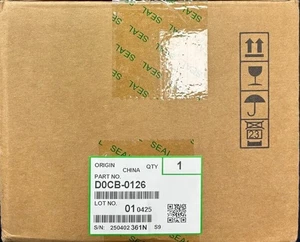 SEAL SEAL SEAL
SEAL
ORIGIN
CHINA
QTY
1
PART NO.
D0CB-0126
LOT NO.
01 0425
S/N: 250402 361N S9
23